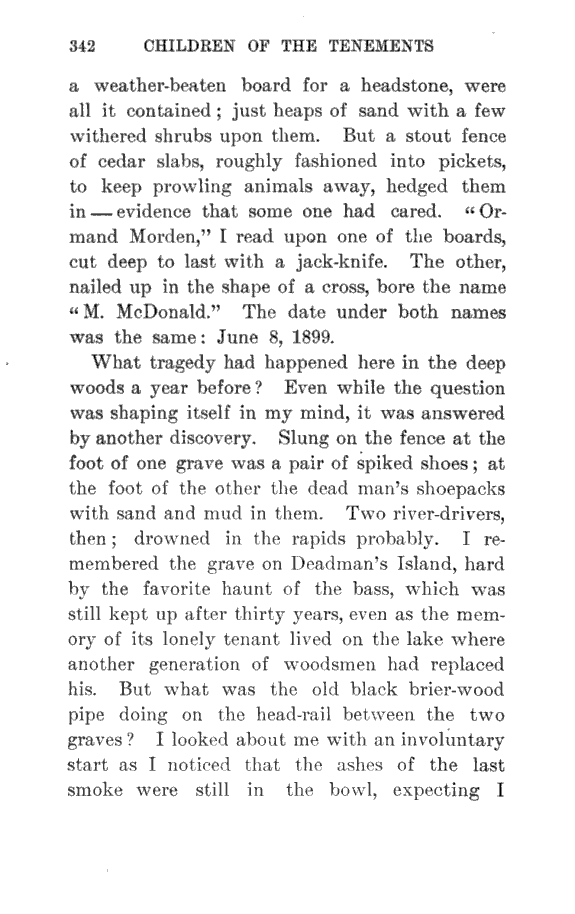 342 CHILDREN OF THE TENEMENTS
a weather-beaten board for a headstone, were
all it contained; just heaps of sand with a few
withered shrubs upon them. But a stout fence
of cedar slabs, roughly fashioned into pickets,
to keep prowling animals away, hedged them
in — evidence that some one had cared. “Or-
mand Morden,” I read upon one of the boards,
cut deep to last with a jack-knife. The other,
nailed up in the shape of a cross, bore the name
“M. McDonald.” The date under both names
was the same: June 8, 1899.
What tragedy had happened here in the deep
woods a year before? Even while the question
was shaping itself in my mind, it was answered
by another discovery. Slung on the fence at the
foot of one grave was a pair of spiked shoes; at
the foot of the other the dead man’s shoepacks
with sand and mud in them. Two river-drivers,
then; drowned in the rapids probably. I re-
membered the grave on Deadman’s Island, hard
by the favorite haunt of the bass, which was
still kept up after thirty years, even as the mem-
ory of its lonely tenant lived on the lake where
another generation of woodsmen had replaced
his. But what was the old black brier-wood
pipe doing on the head-rail between the two
graves? I looked about me with an involuntary
start as I noticed that the ashes of the last
smoke were still in the bowl, expecting I